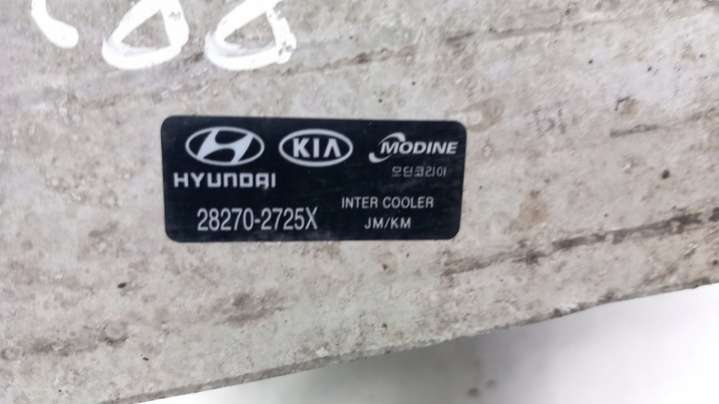 KIA
MODINE
HYUNDAI
모딘코리아
28270-2725X
INTER COOLER
JM/KM